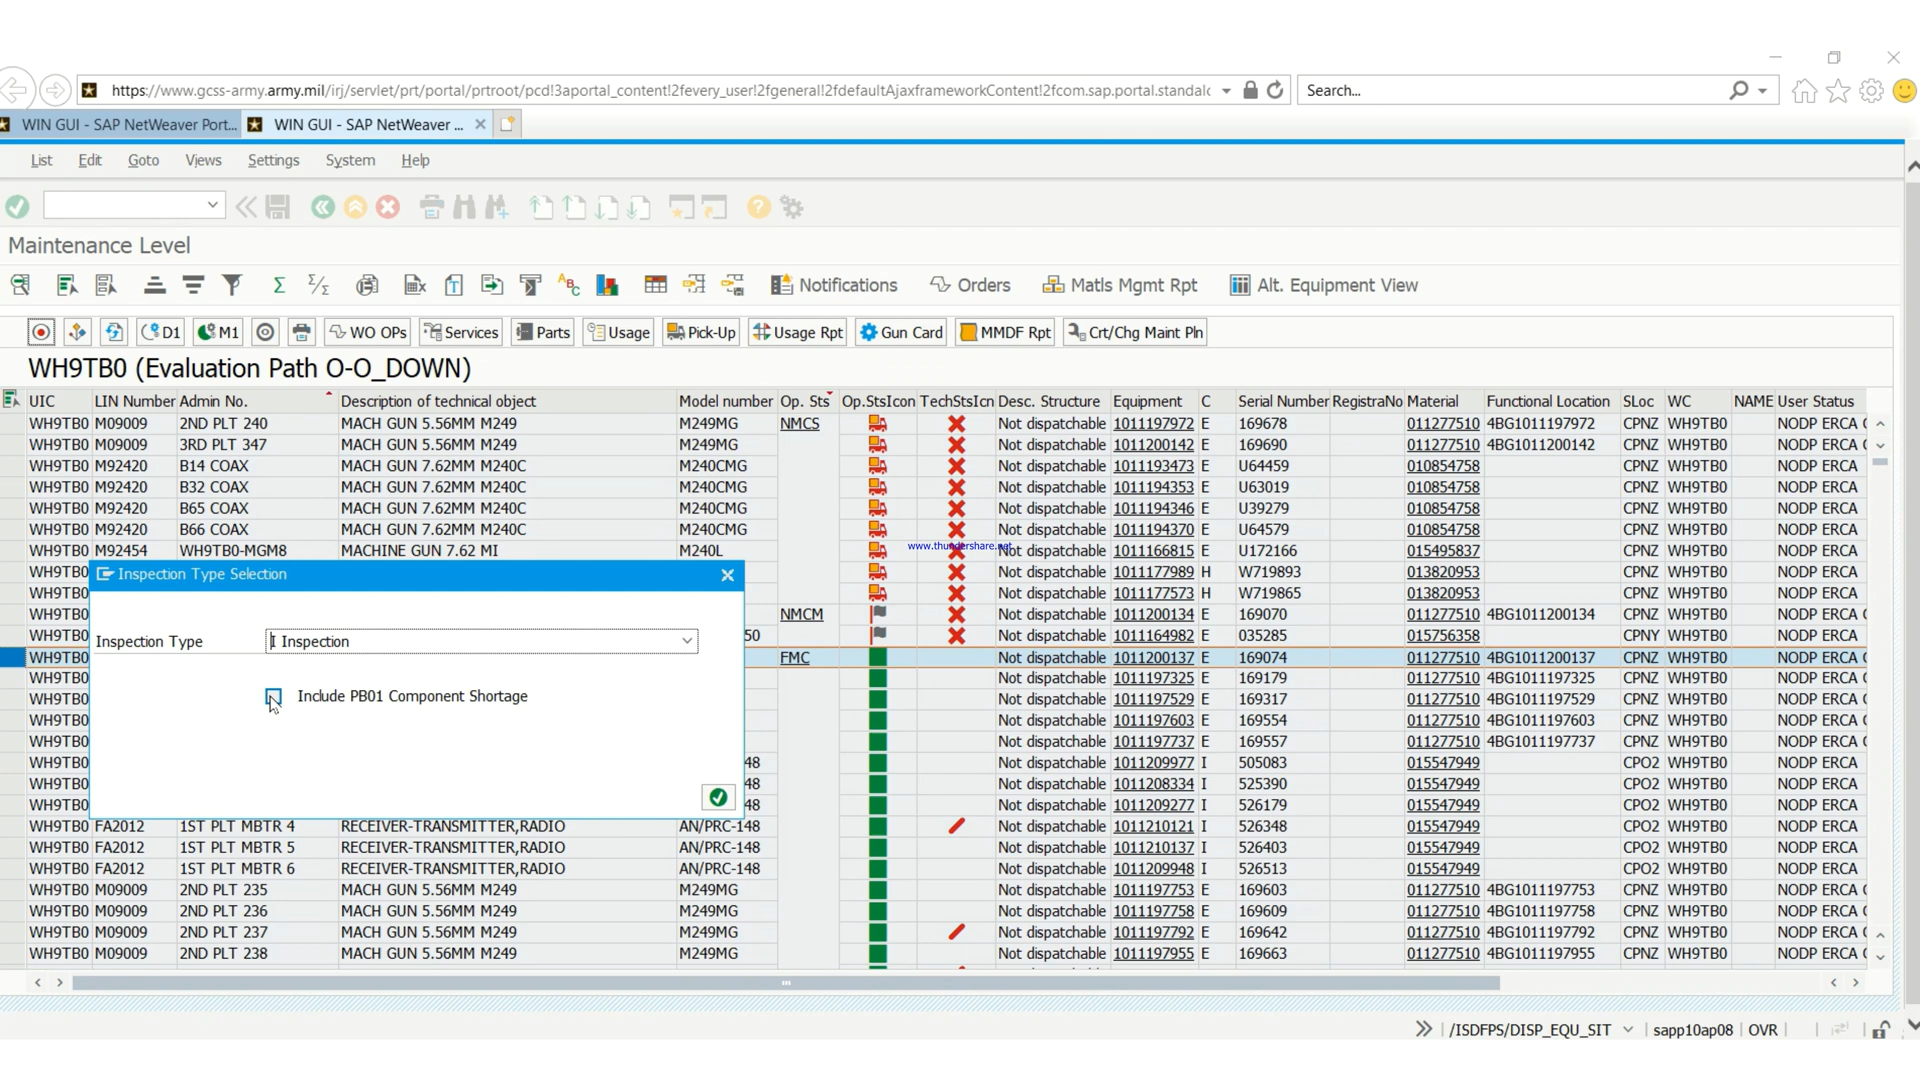 https://www.gcss-army.army.mil/irj/servlet/prt/portal/prtroot/pcd!3aportal_content!2fevery_user!2fgeneral!2fdefaultAjaxframeworkContent!2fcom.sap.portal.standalc
Search...
WIN GUI - SAP NetWeaver Port...
WIN GUI - SAP NetWeaver ...
List Edit Goto Views Settings System Help
Maintenance Level
Notifications Orders Matls Mgmt Rpt Alt. Equipment View
D1 M1 WO OPs Services Parts Usage Pick-Up Usage Rpt Gun Card MMDF Rpt Crt/Chg Maint Pln
WH9TB0 (Evaluation Path O-O_DOWN)
UIC LIN Number Admin No. Description of technical object Model number Op. Sts Op.StsIcon TechStsIcn Desc. Structure Equipment C Serial Number RegistraNo Material Functional Location SLoc WC NAME User Status
WH9TB0 M09009 2ND PLT 240 MACH GUN 5.56MM M249 M249MG NMCS Not dispatchable 1011197972 E 169678 011277510 4BG1011197972 CPNZ WH9TB0 NODP ERCA
WH9TB0 M09009 3RD PLT 347 MACH GUN 5.56MM M249 M249MG Not dispatchable 1011200142 E 169690 011277510 4BG1011200142 CPNZ WH9TB0 NODP ERCA
WH9TB0 M92420 B14 COAX MACH GUN 7.62MM M240C M240CMG Not dispatchable 1011193473 E U64459 010854758 CPNZ WH9TB0 NODP ERCA
WH9TB0 M92420 B32 COAX MACH GUN 7.62MM M240C M240CMG Not dispatchable 1011194353 E U63019 010854758 CPNZ WH9TB0 NODP ERCA
WH9TB0 M92420 B65 COAX MACH GUN 7.62MM M240C M240CMG Not dispatchable 1011194346 E U39279 010854758 CPNZ WH9TB0 NODP ERCA
WH9TB0 M92420 B66 COAX MACH GUN 7.62MM M240C M240CMG Not dispatchable 1011194370 E U64579 010854758 CPNZ WH9TB0 NODP ERCA
WH9TB0 M92454 WH9TB0-MGM8 MACHINE GUN 7.62 MI M240L Not dispatchable 1011166815 E U172166 015495837 CPNZ WH9TB0 NODP ERCA
www.thundershare.net
WH9TB0 Not dispatchable 1011177989 H W719893 013820953 CPNZ WH9TB0 NODP ERCA
WH9TB0 Not dispatchable 1011177573 H W719865 013820953 CPNZ WH9TB0 NODP ERCA
WH9TB0 NMCM Not dispatchable 1011200134 E 169070 011277510 4BG1011200134 CPNZ WH9TB0 NODP ERCA
WH9TB0 50 Not dispatchable 1011164982 E 035285 015756358 CPNY WH9TB0 NODP ERCA
WH9TB0 FMC Not dispatchable 1011200137 E 169074 011277510 4BG1011200137 CPNZ WH9TB0 NODP ERCA
WH9TB0 Not dispatchable 1011197325 E 169179 011277510 4BG1011197325 CPNZ WH9TB0 NODP ERCA
WH9TB0 Not dispatchable 1011197529 E 169317 011277510 4BG1011197529 CPNZ WH9TB0 NODP ERCA
WH9TB0 Not dispatchable 1011197603 E 169554 011277510 4BG1011197603 CPNZ WH9TB0 NODP ERCA
WH9TB0 Not dispatchable 1011197737 E 169557 011277510 4BG1011197737 CPNZ WH9TB0 NODP ERCA
WH9TB0 48 Not dispatchable 1011209977 I 505083 015547949 CPO2 WH9TB0 NODP ERCA
WH9TB0 48 Not dispatchable 1011208334 I 525390 015547949 CPO2 WH9TB0 NODP ERCA
WH9TB0 48 Not dispatchable 1011209277 I 526179 015547949 CPO2 WH9TB0 NODP ERCA
Inspection Type Selection
Inspection Type I Inspection
Include PB01 Component Shortage
WH9TB0 FA2012 1ST PLT MBTR 4 RECEIVER-TRANSMITTER,RADIO AN/PRC-148 Not dispatchable 1011210121 I 526348 015547949 CPO2 WH9TB0 NODP ERCA
WH9TB0 FA2012 1ST PLT MBTR 5 RECEIVER-TRANSMITTER,RADIO AN/PRC-148 Not dispatchable 1011210137 I 526403 015547949 CPO2 WH9TB0 NODP ERCA
WH9TB0 FA2012 1ST PLT MBTR 6 RECEIVER-TRANSMITTER,RADIO AN/PRC-148 Not dispatchable 1011209948 I 526513 015547949 CPO2 WH9TB0 NODP ERCA
WH9TB0 M09009 2ND PLT 235 MACH GUN 5.56MM M249 M249MG Not dispatchable 1011197753 E 169603 011277510 4BG1011197753 CPNZ WH9TB0 NODP ERCA
WH9TB0 M09009 2ND PLT 236 MACH GUN 5.56MM M249 M249MG Not dispatchable 1011197758 E 169609 011277510 4BG1011197758 CPNZ WH9TB0 NODP ERCA
WH9TB0 M09009 2ND PLT 237 MACH GUN 5.56MM M249 M249MG Not dispatchable 1011197792 E 169642 011277510 4BG1011197792 CPNZ WH9TB0 NODP ERCA
WH9TB0 M09009 2ND PLT 238 MACH GUN 5.56MM M249 M249MG Not dispatchable 1011197955 E 169663 011277510 4BG1011197955 CPNZ WH9TB0 NODP ERCA
/ISDFPS/DISP_EQU_SIT sapp10ap08 OVR